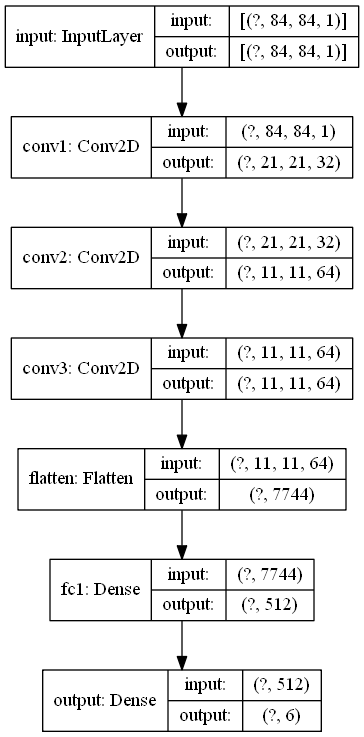 input: InputLayer
input: [(?, 84, 84, 1)]
output: [(?, 84, 84, 1)]
conv1: Conv2D
input: (?, 84, 84, 1)
output: (?, 21, 21, 32)
conv2: Conv2D
input: (?, 21, 21, 32)
output: (?, 11, 11, 64)
conv3: Conv2D
input: (?, 11, 11, 64)
output: (?, 11, 11, 64)
flatten: Flatten
input: (?, 11, 11, 64)
output: (?, 7744)
fc1: Dense
input: (?, 7744)
output: (?, 512)
output: Dense
input: (?, 512)
output: (?, 6)